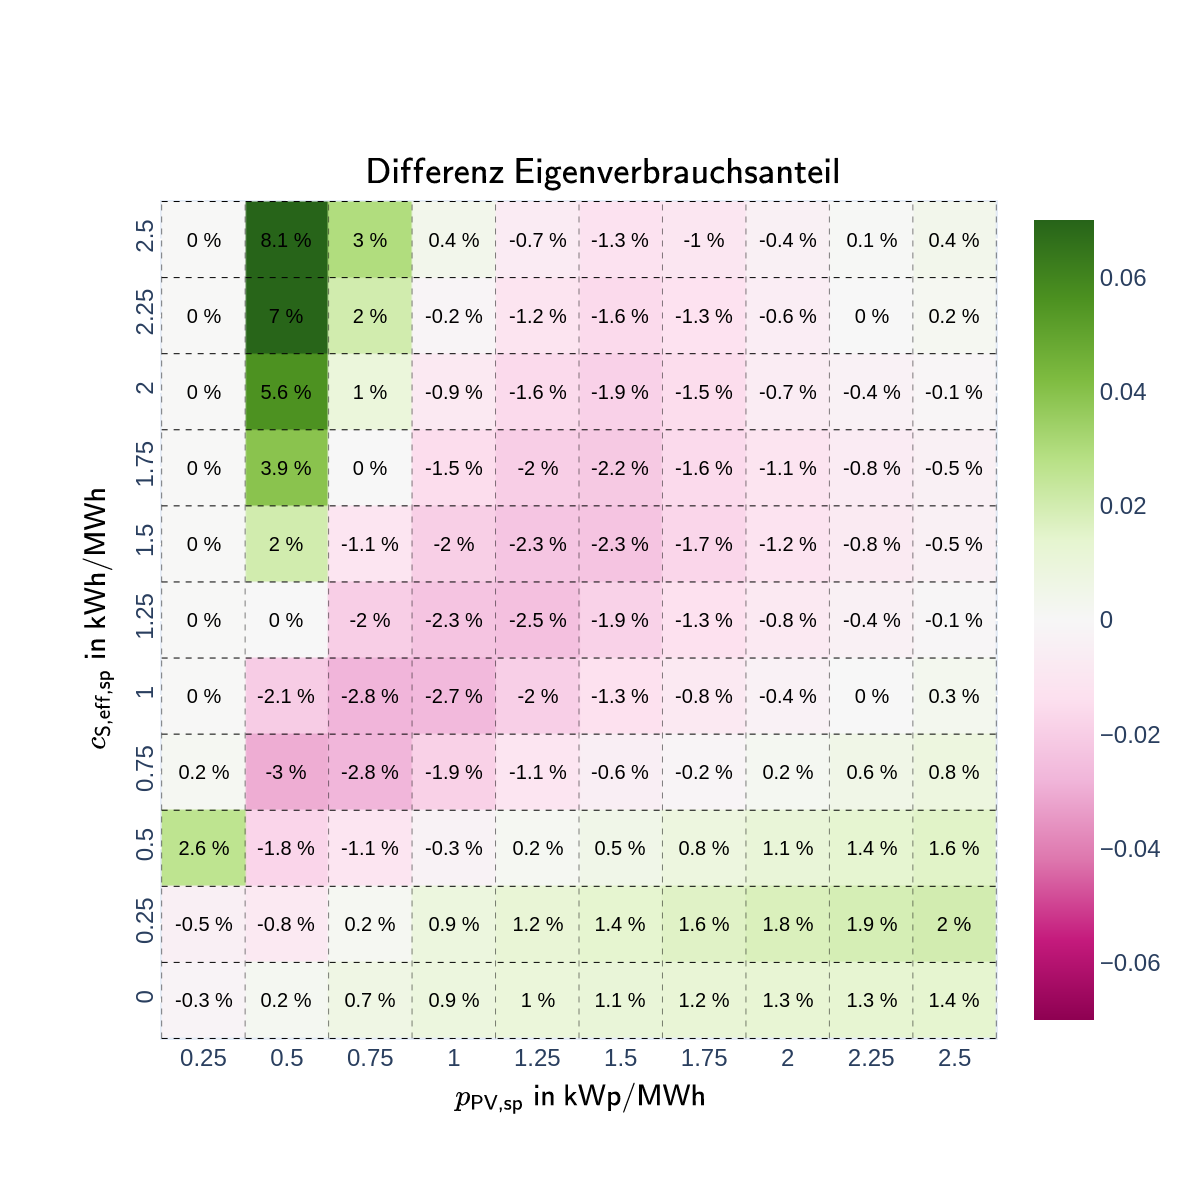 Differenz Eigenverbrauchsanteil
2.5 0 % 8.1 % 3 % 0.4 % -0.7 % -1.3 % -1 % -0.4 % 0.1 % 0.4 %
2.25 0 % 7 % 2 % -0.2 % -1.2 % -1.6 % -1.3 % -0.6 % 0 % 0.2 %
2 0 % 5.6 % 1 % -0.9 % -1.6 % -1.9 % -1.5 % -0.7 % -0.4 % -0.1 %
1.75 0 % 3.9 % 0 % -1.5 % -2 % -2.2 % -1.6 % -1.1 % -0.8 % -0.5 %
1.5 0 % 2 % -1.1 % -2 % -2.3 % -2.3 % -1.7 % -1.2 % -0.8 % -0.5 %
1.25 0 % 0 % -2 % -2.3 % -2.5 % -1.9 % -1.3 % -0.8 % -0.4 % -0.1 %
1 0 % -2.1 % -2.8 % -2.7 % -2 % -1.3 % -0.8 % -0.4 % 0 % 0.3 %
0.75 0.2 % -3 % -2.8 % -1.9 % -1.1 % -0.6 % -0.2 % 0.2 % 0.6 % 0.8 %
0.5 2.6 % -1.8 % -1.1 % -0.3 % 0.2 % 0.5 % 0.8 % 1.1 % 1.4 % 1.6 %
0.25 -0.5 % -0.8 % 0.2 % 0.9 % 1.2 % 1.4 % 1.6 % 1.8 % 1.9 % 2 %
0 -0.3 % 0.2 % 0.7 % 0.9 % 1 % 1.1 % 1.2 % 1.3 % 1.3 % 1.4 %
0.25 0.5 0.75 1 1.25 1.5 1.75 2 2.25 2.5
p PV,sp in kWp/MWh
c S,eff,sp in kWh/MWh
0.06
0.04
0.02
0
−0.02
−0.04
−0.06